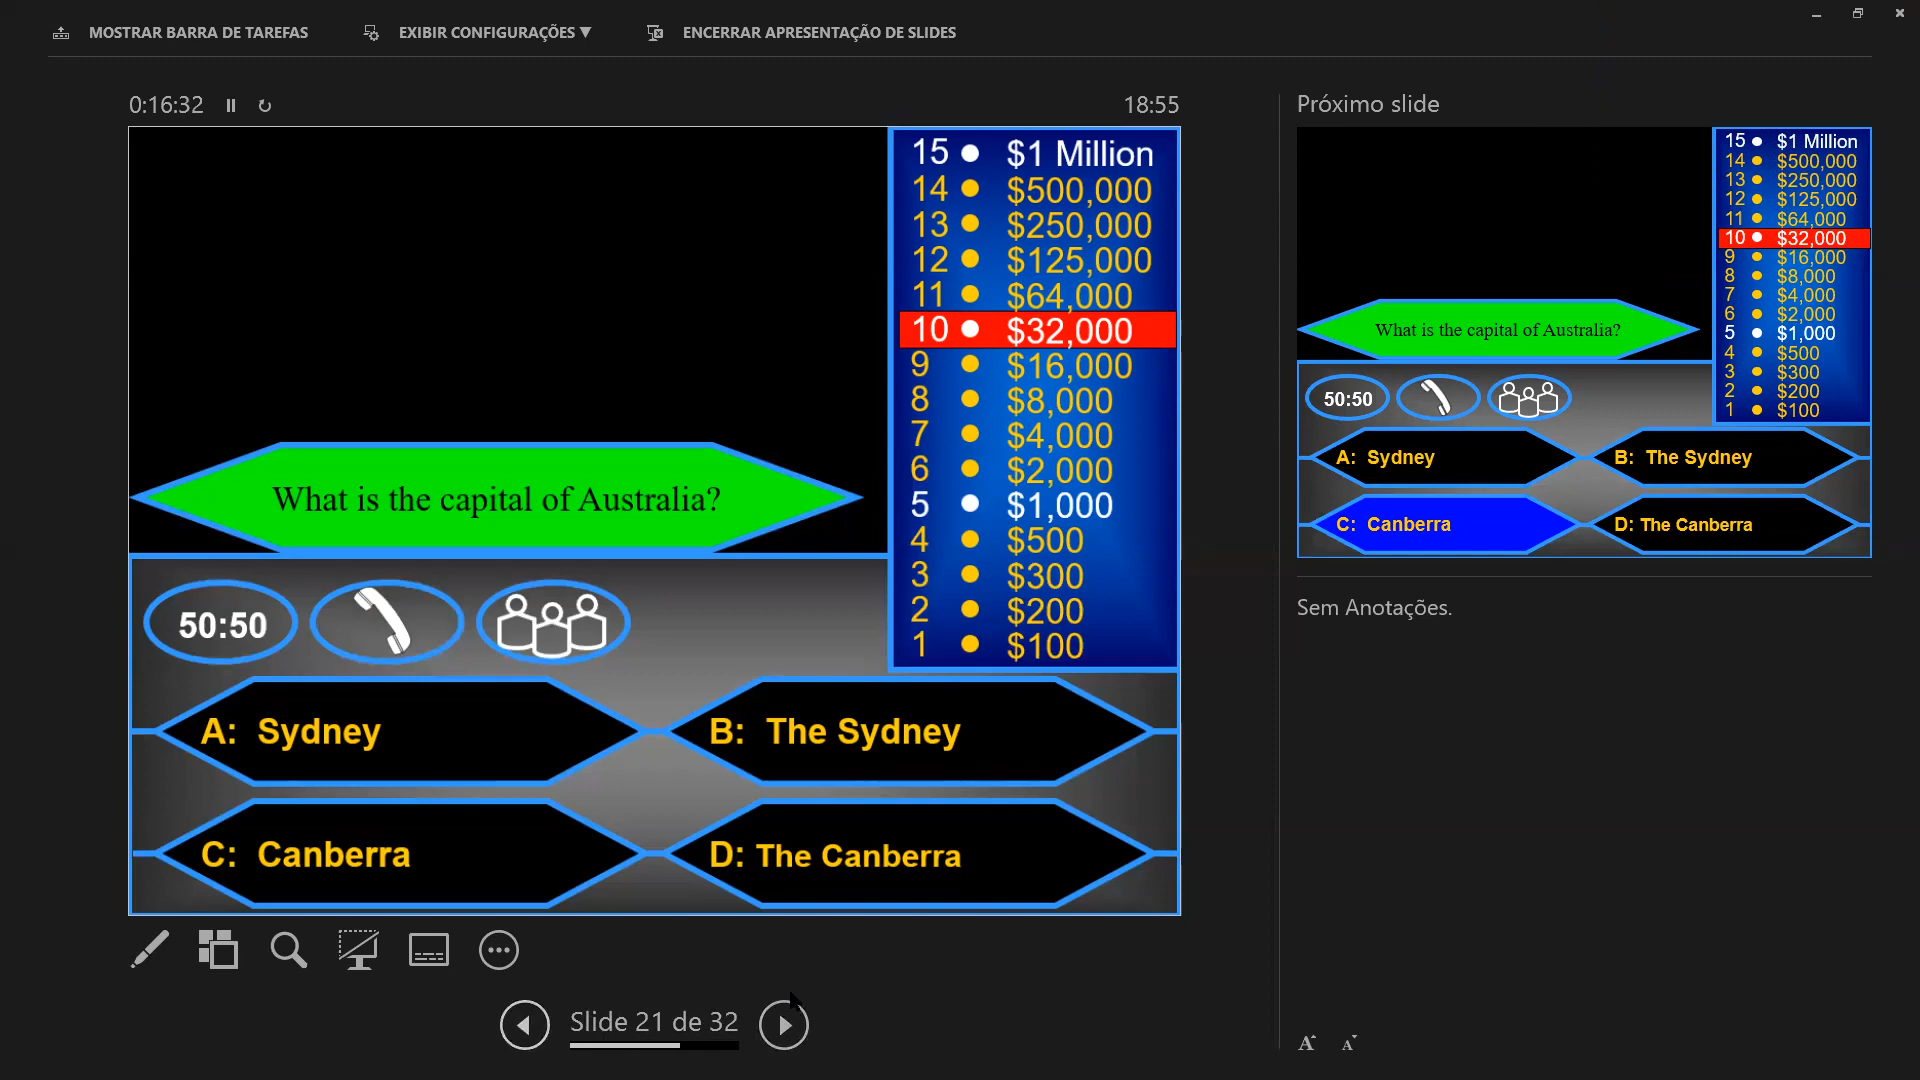 MOSTRAR BARRA DE TAREFAS
EXIBIR CONFIGURAÇÕES ▼
ENCERRAR APRESENTAÇÃO DE SLIDES
0:16:32
18:55
15 • $1 Million
14 • $500,000
13 • $250,000
12 • $125,000
11 • $64,000
10 • $32,000
9 • $16,000
8 • $8,000
7 • $4,000
6 • $2,000
5 • $1,000
4 • $500
3 • $300
2 • $200
1 • $100
What is the capital of Australia?
50:50
A: Sydney
B: The Sydney
C: Canberra
D: The Canberra
Slide 21 de 32
Próximo slide
15 • $1 Million
14 • $500,000
13 • $250,000
12 • $125,000
11 • $64,000
10 • $32,000
9 • $16,000
8 • $8,000
7 • $4,000
6 • $2,000
5 • $1,000
4 • $500
3 • $300
2 • $200
1 • $100
What is the capital of Australia?
50:50
A: Sydney
B: The Sydney
C: Canberra
D: The Canberra
Sem Anotações.
A A